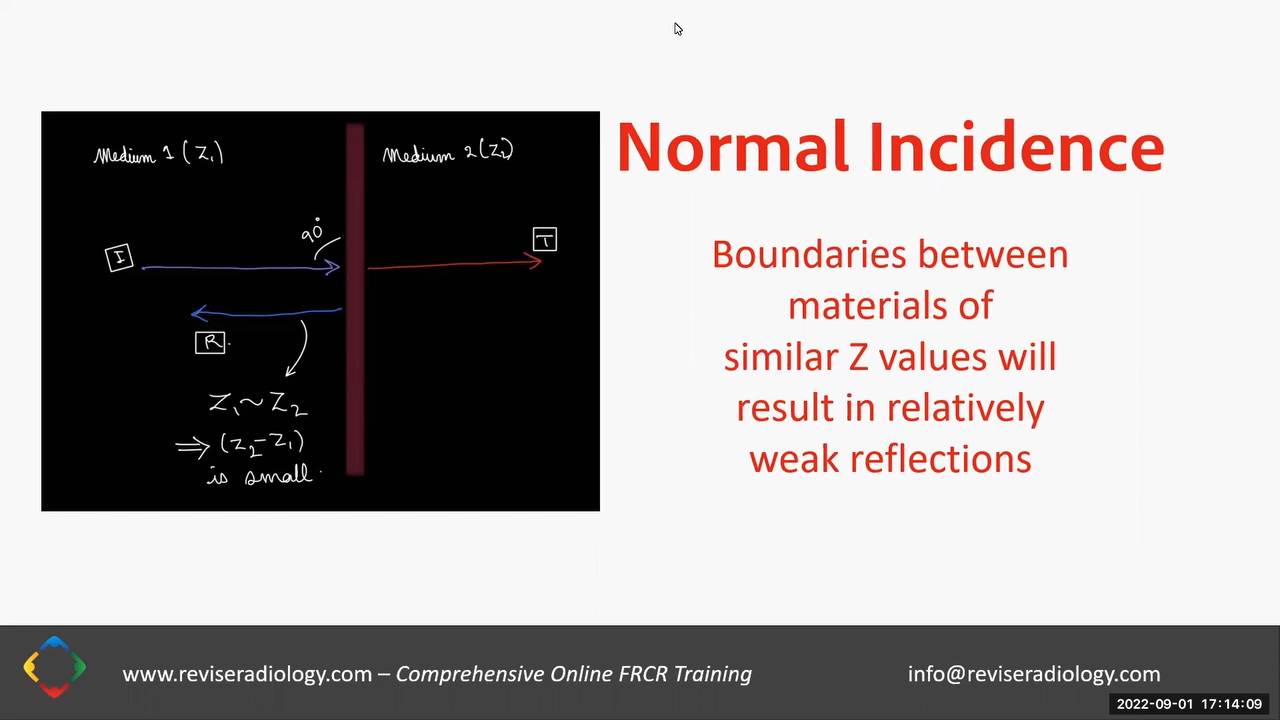 Medium 1 (Z₁)
Medium 2 (Z₂)
90°
I
T
R.
Z₁ ~ Z₂
⇒ (Z₂ - Z₁)
is small.
Normal Incidence
Boundaries between
materials of
similar Z values will
result in relatively
weak reflections
www.reviseradiology.com – Comprehensive Online FRCR Training
info@reviseradiology.com
2022-09-01 17:14:09